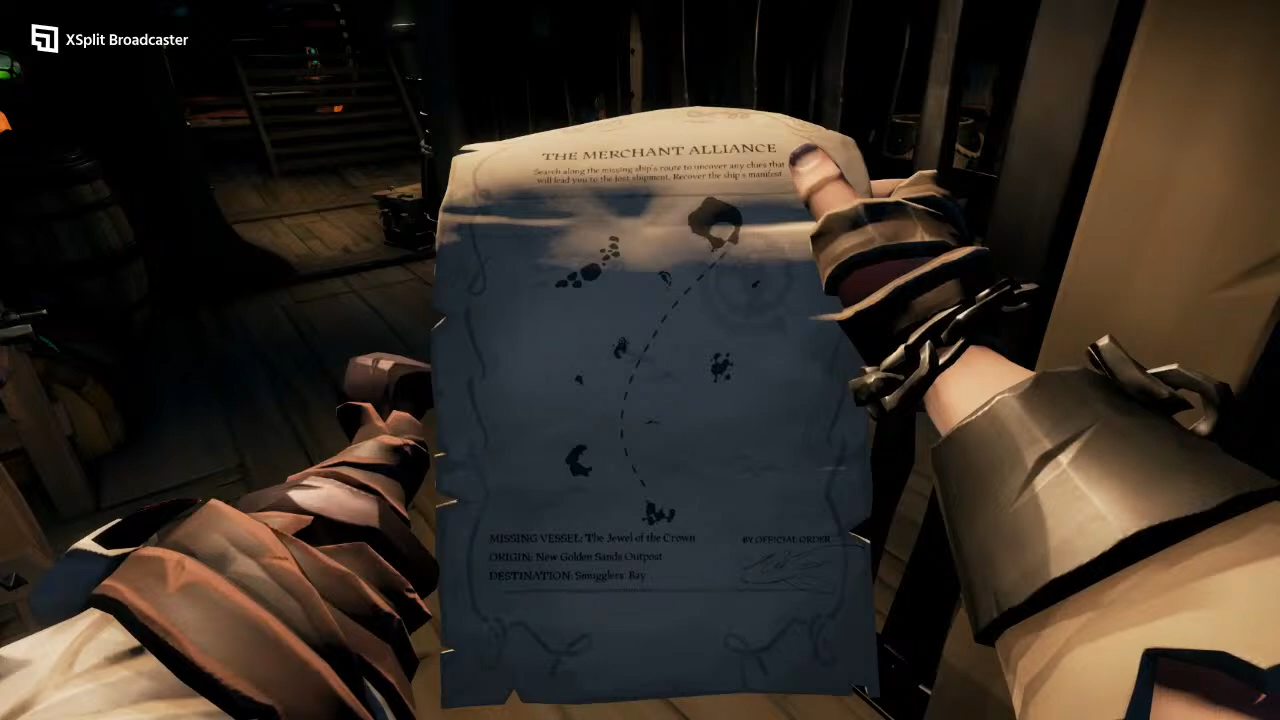 XSplit Broadcaster
THE MERCHANT ALLIANCE
Search along the missing ship's route to uncover any clues that
will lead you to the lost shipment. Recover the ship's manifest
MISSING VESSEL: The Jewel of the Crown
BY OFFICIAL ORDER
ORIGIN: New Golden Sands Outpost
DESTINATION: Smugglers' Bay